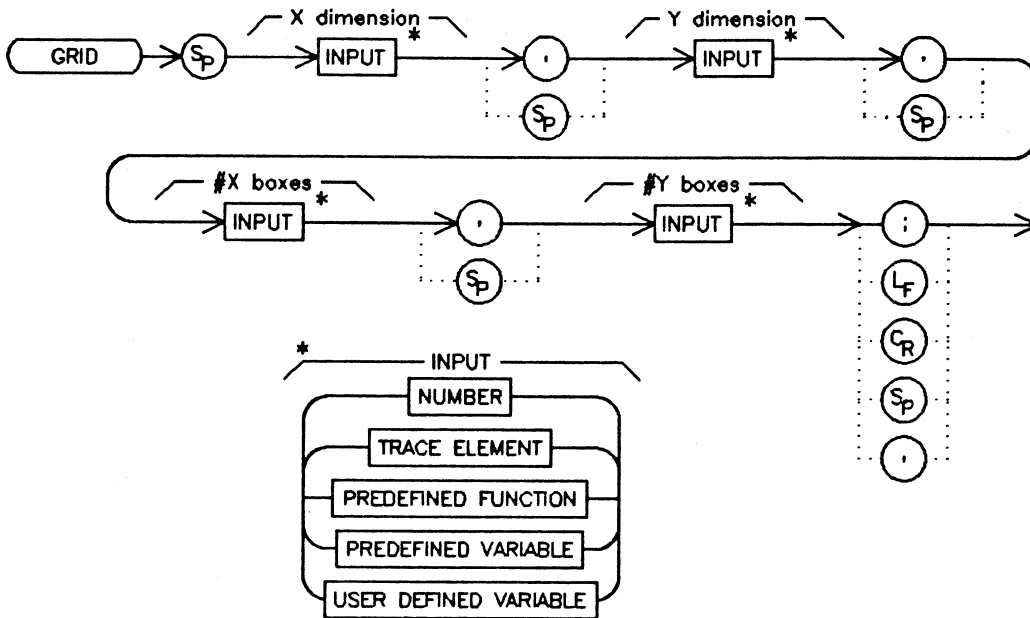 X dimension Y dimension
GRID SP INPUT * , INPUT * ,
SP SP
#X boxes #Y boxes
INPUT * , INPUT * ;
SP LF
CR
SP
,
* INPUT
NUMBER
TRACE ELEMENT
PREDEFINED FUNCTION
PREDEFINED VARIABLE
USER DEFINED VARIABLE